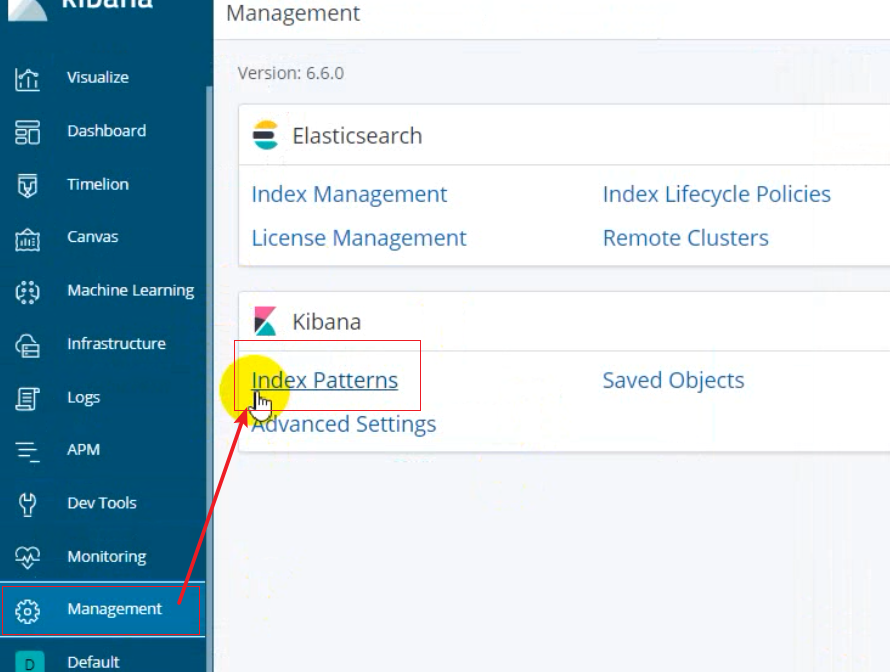 kibana
Visualize
Dashboard
Timelion
Canvas
Machine Learning
Infrastructure
Logs
APM
Dev Tools
Monitoring
Management
D Default
Management
Version: 6.6.0
Elasticsearch
Index Management Index Lifecycle Policies
License Management Remote Clusters
Kibana
Index Patterns Saved Objects
Advanced Settings